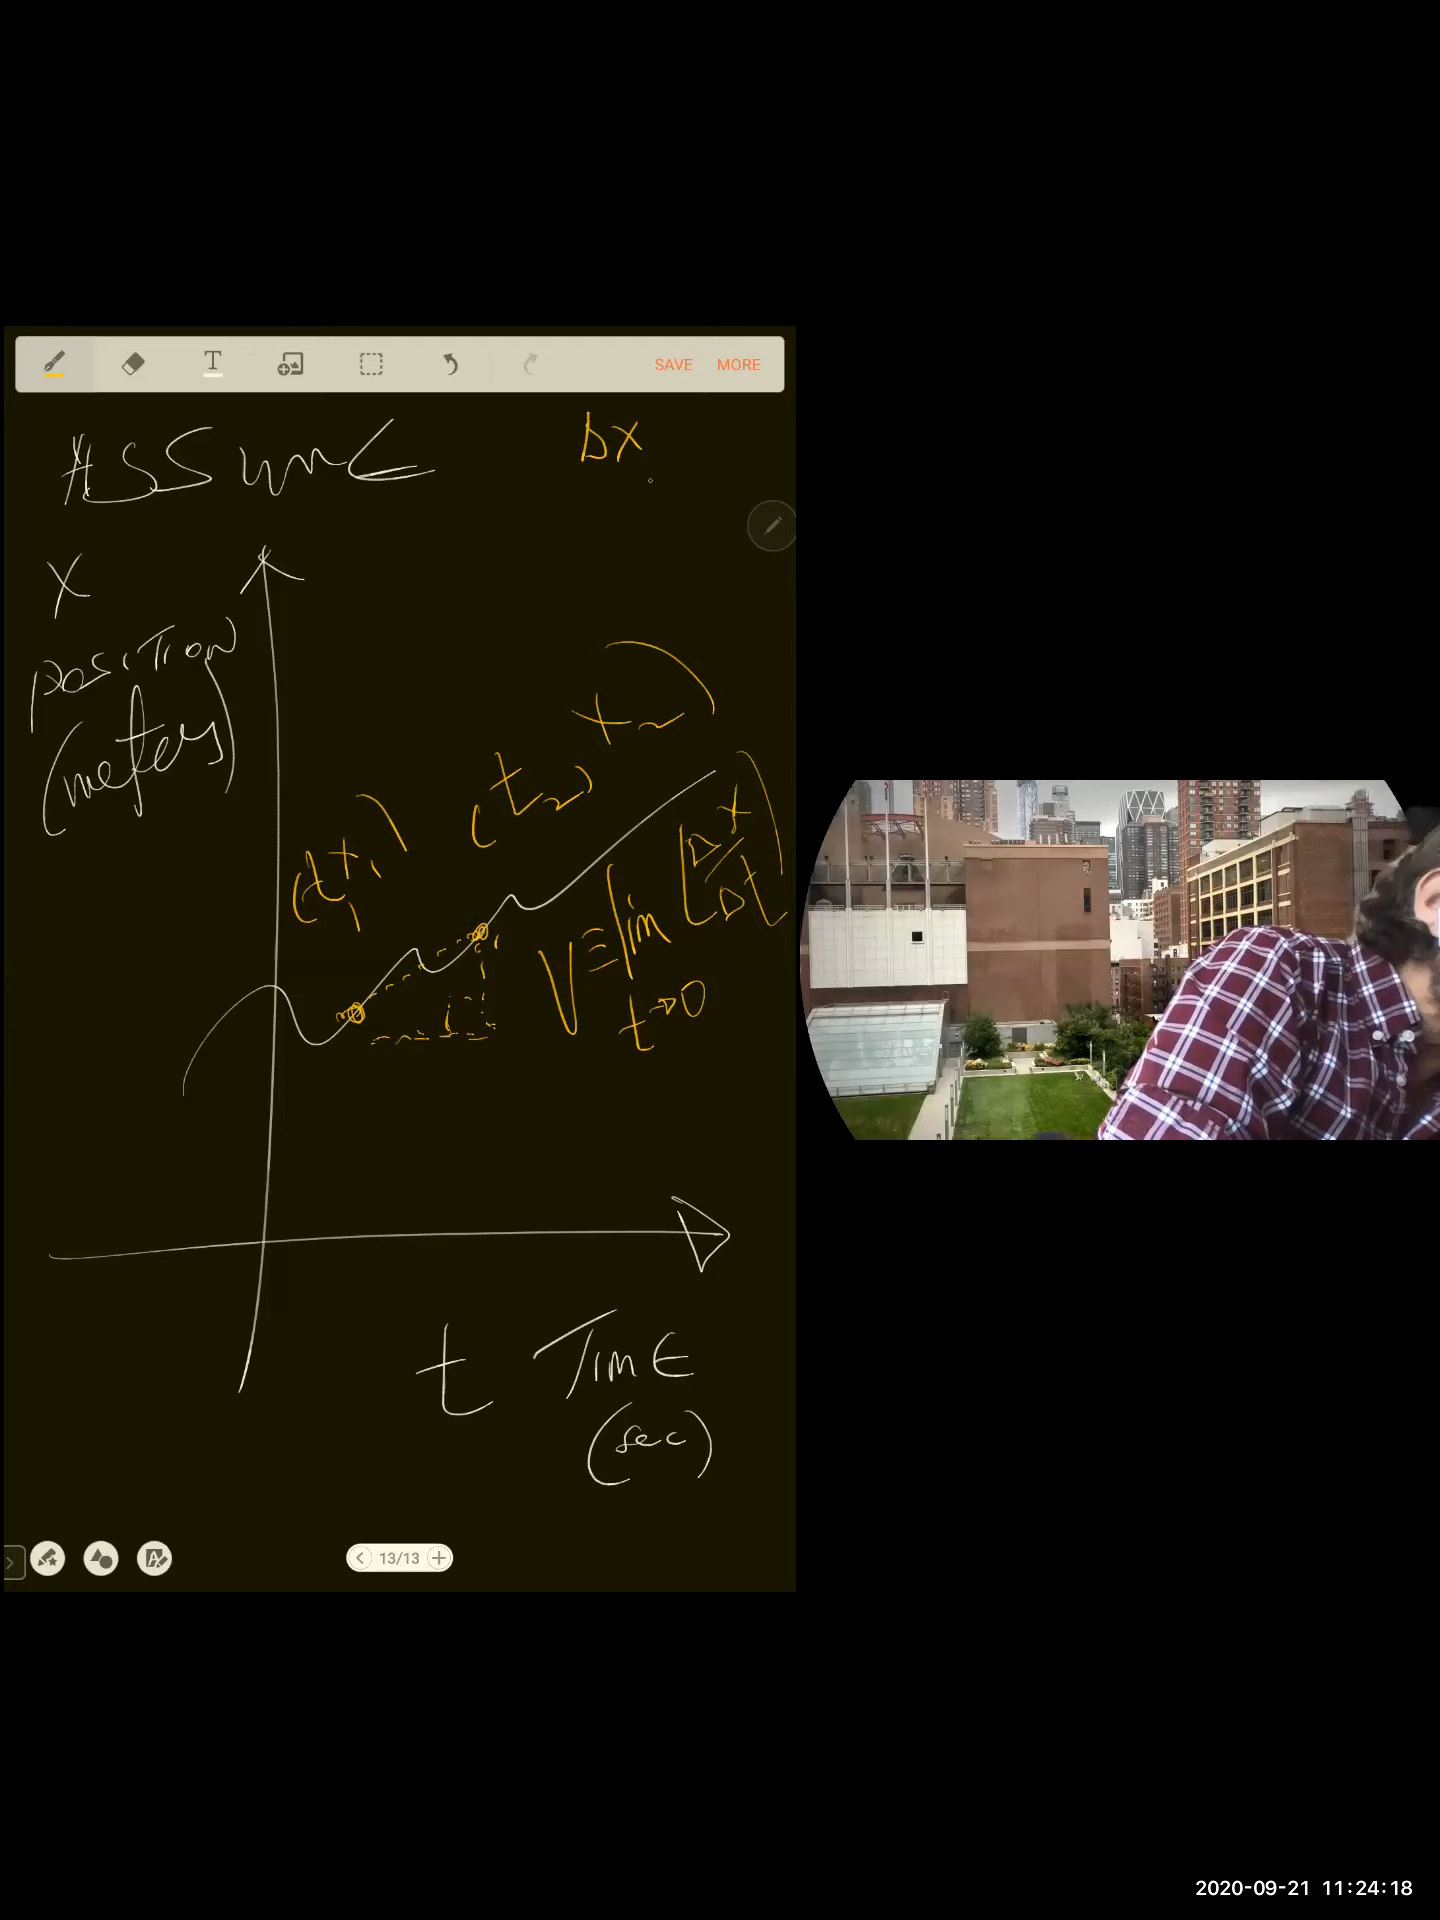 T SAVE MORE
ASSUME
Δx
x
POSITION
(meters)
(t₁ x₁)
(t₂, x₂)
V = lim (Δx/Δt)
t→0
t TIME
(sec)
13/13
2020-09-21 11:24:18